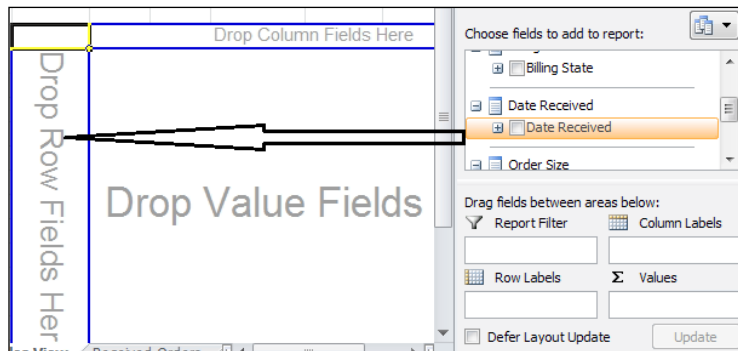 Drop Column Fields Here
Drop Row Fields Her
Drop Value Fields
Choose fields to add to report:
Billing State
Date Received
Date Received
Order Size
Drag fields between areas below:
Report Filter
Column Labels
Row Labels
Σ Values
Defer Layout Update
Update
Received Orders